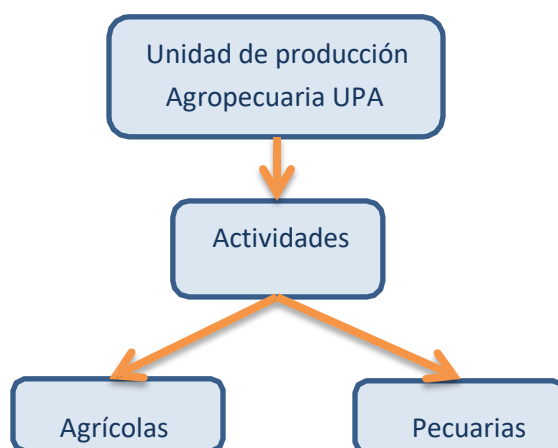 Unidad de producción
Agropecuaria UPA
Actividades
Agrícolas
Pecuarias